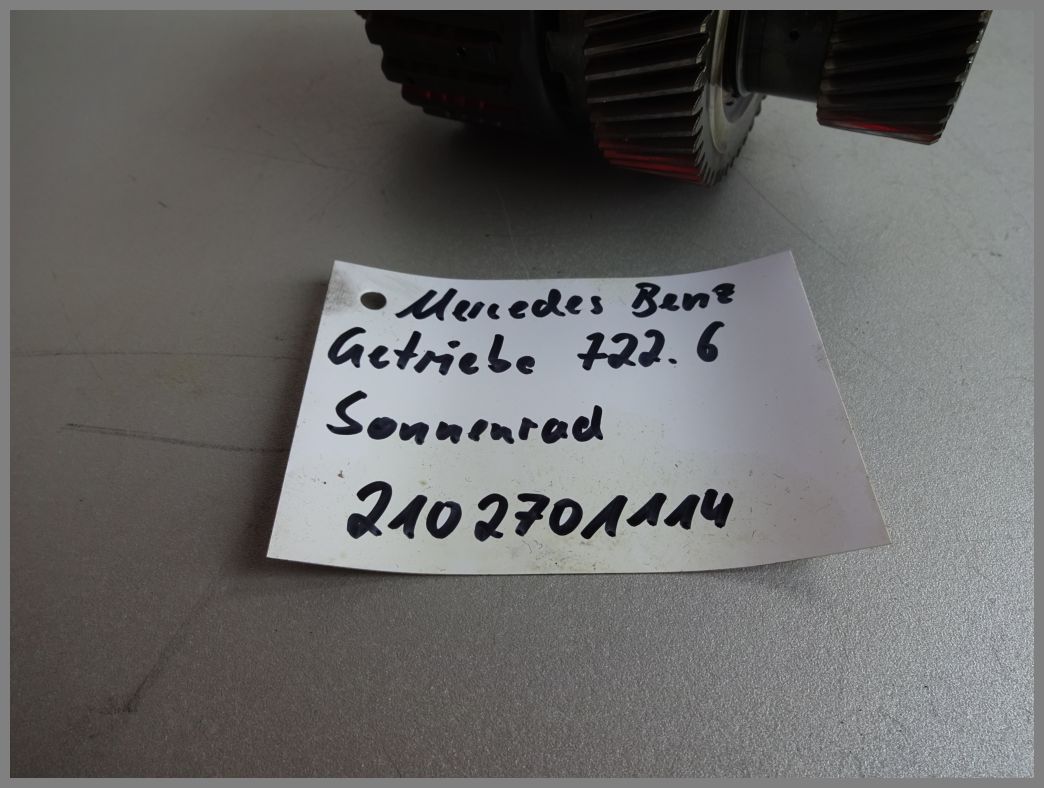 Mercedes Benz
Getriebe 722.6
Sonnenrad
2102701114